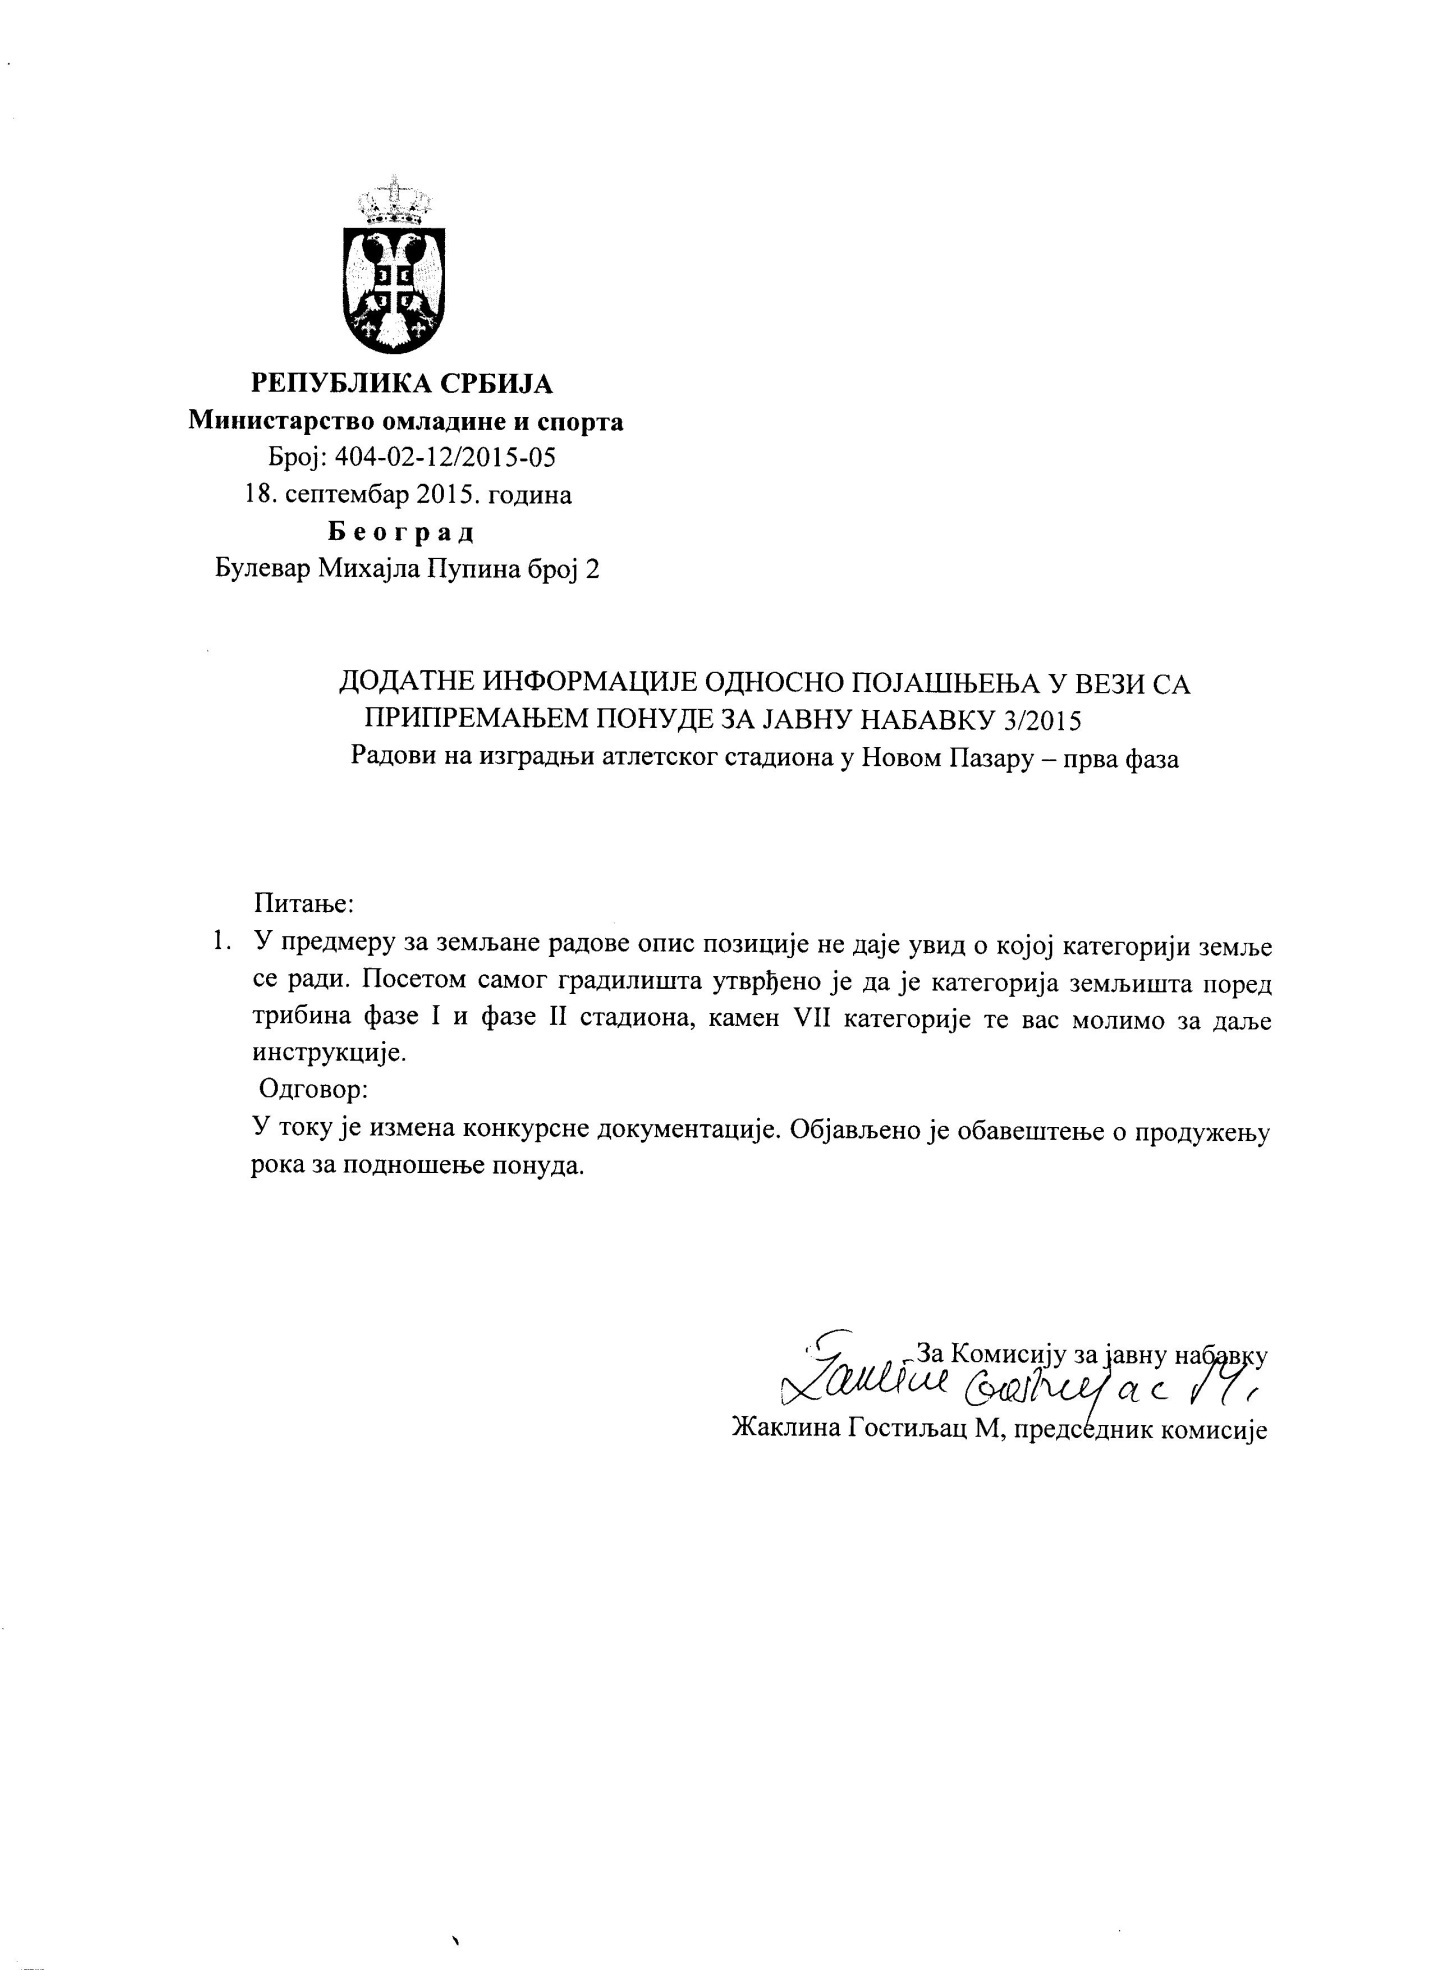 РЕПУБЛИКА СРБИЈА
Министарство омладине и спорта
Број: 404-02-12/2015-05
18. септембар 2015. година
Б е о г р а д
Булевар Михајла Пупина број 2
ДОДАТНЕ ИНФОРМАЦИЈЕ ОДНОСНО ПОЈАШЊЕЊА У ВЕЗИ СА
ПРИПРЕМАЊЕМ ПОНУДЕ ЗА ЈАВНУ НАБАВКУ 3/2015
Радови на изградњи атлетског стадиона у Новом Пазару – прва фаза
Питање:
1. У предмеру за земљане радове опис позиције не даје увид о којој категорији земље
се ради. Посетом самог градилишта утврђено је да је категорија земљишта поред
трибина фазе I и фазе II стадиона, камен VII категорије те вас молимо за даље
инструкције.
Одговор:
У току је измена конкурсне документације. Објављено је обавештење о продужењу
рока за подношење понуда.
За Комисију за јавну набавку
Жаклина Гостиљац М, председник комисије